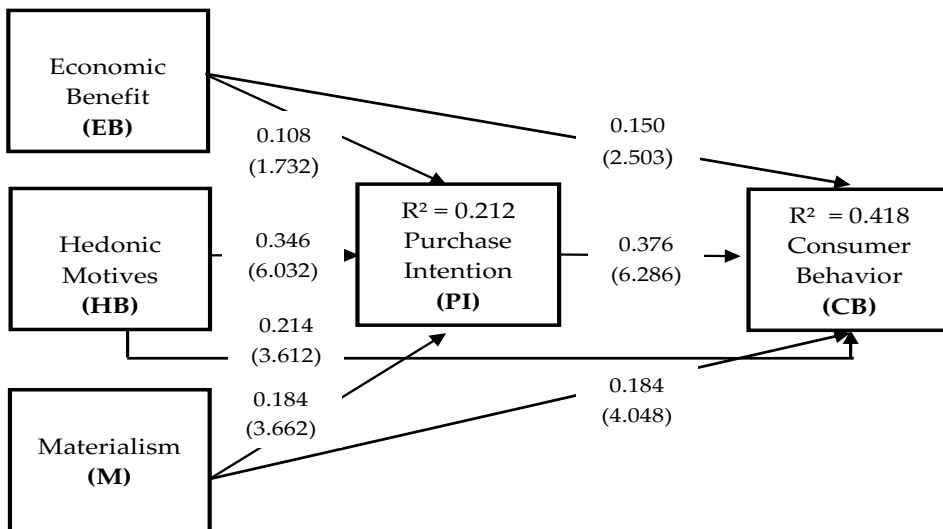 Economic
Benefit
(EB)
0.108
(1.732)
0.150
(2.503)
Hedonic
Motives
(HB)
0.346
(6.032)
R² = 0.212
Purchase
Intention
(PI)
0.376
(6.286)
R² = 0.418
Consumer
Behavior
(CB)
0.214
(3.612)
0.184
(3.662)
0.184
(4.048)
Materialism
(M)